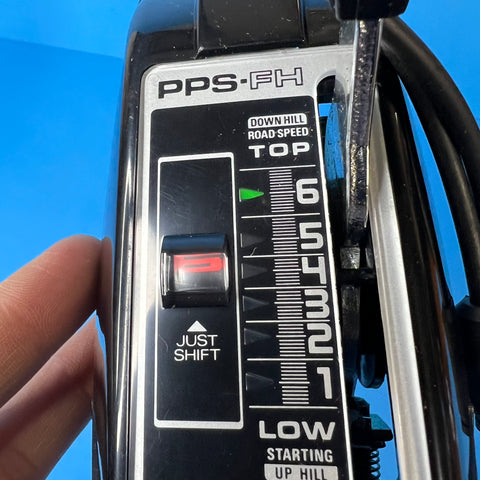 PPS-FH
DOWN HILL
ROAD SPEED
TOP
6
5
4
3
2
1
JUST
SHIFT
LOW
STARTING
UP HILL